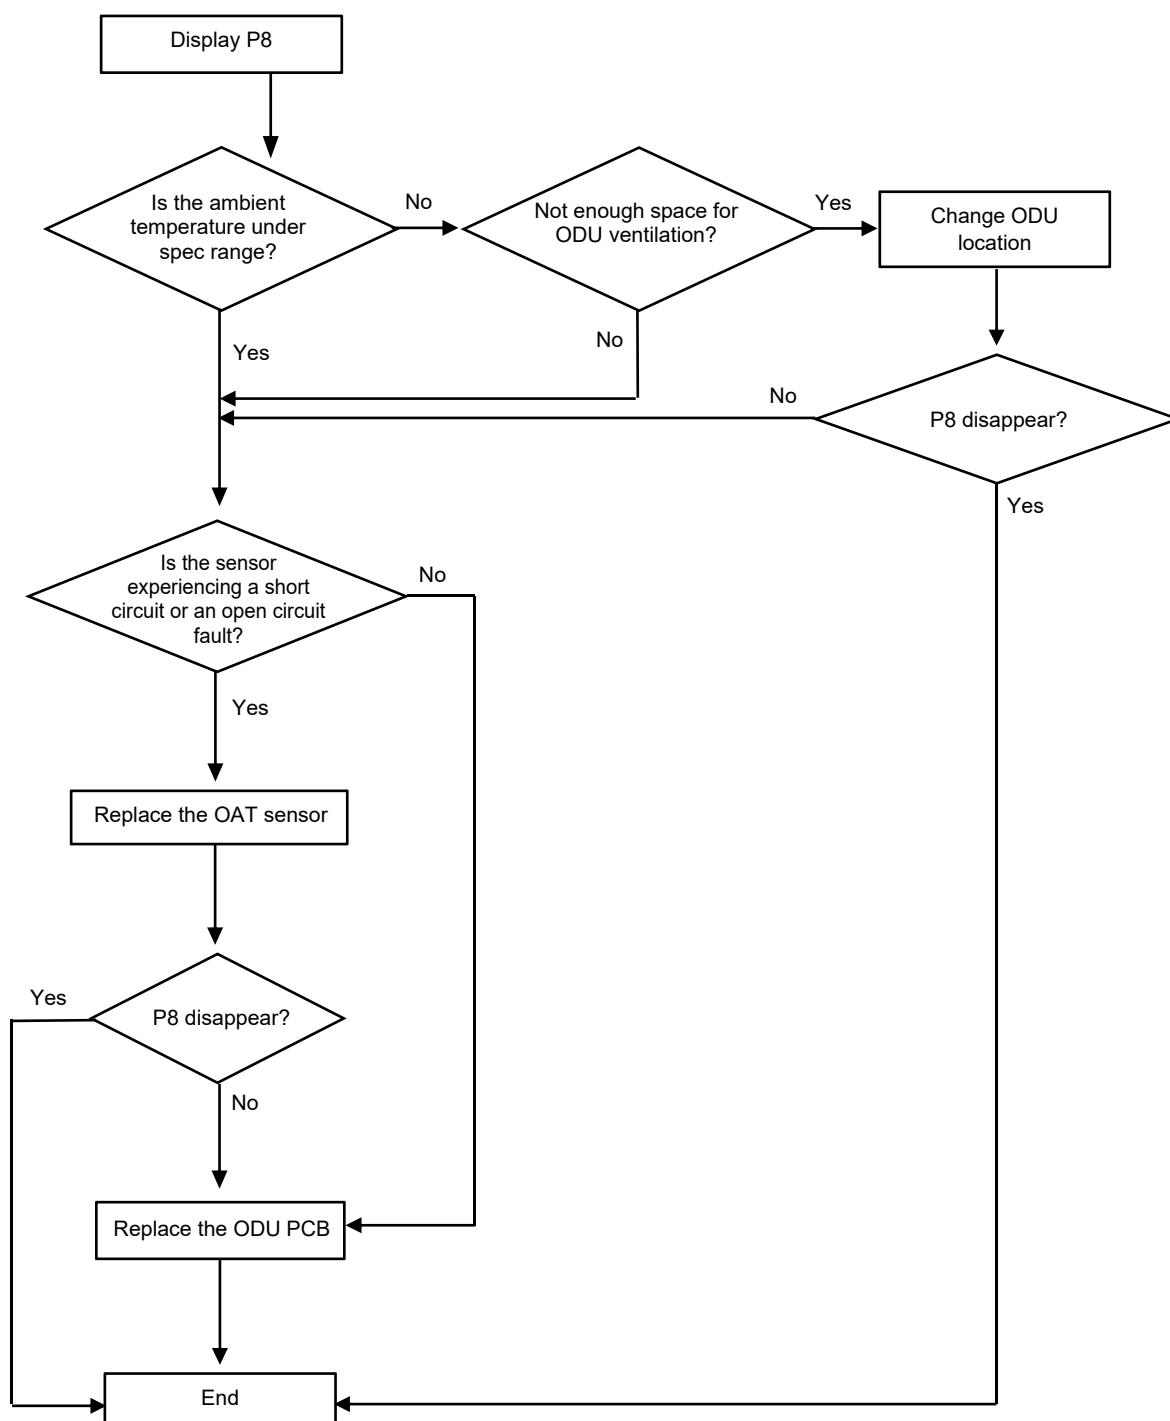 Display P8
Is the ambient
temperature under
spec range?
No
Not enough space for
ODU ventilation?
Yes
Change ODU
location
Yes
No
No
P8 disappear?
Yes
Is the sensor
experiencing a short
circuit or an open circuit
fault?
No
Yes
Replace the OAT sensor
Yes
P8 disappear?
No
Replace the ODU PCB
End